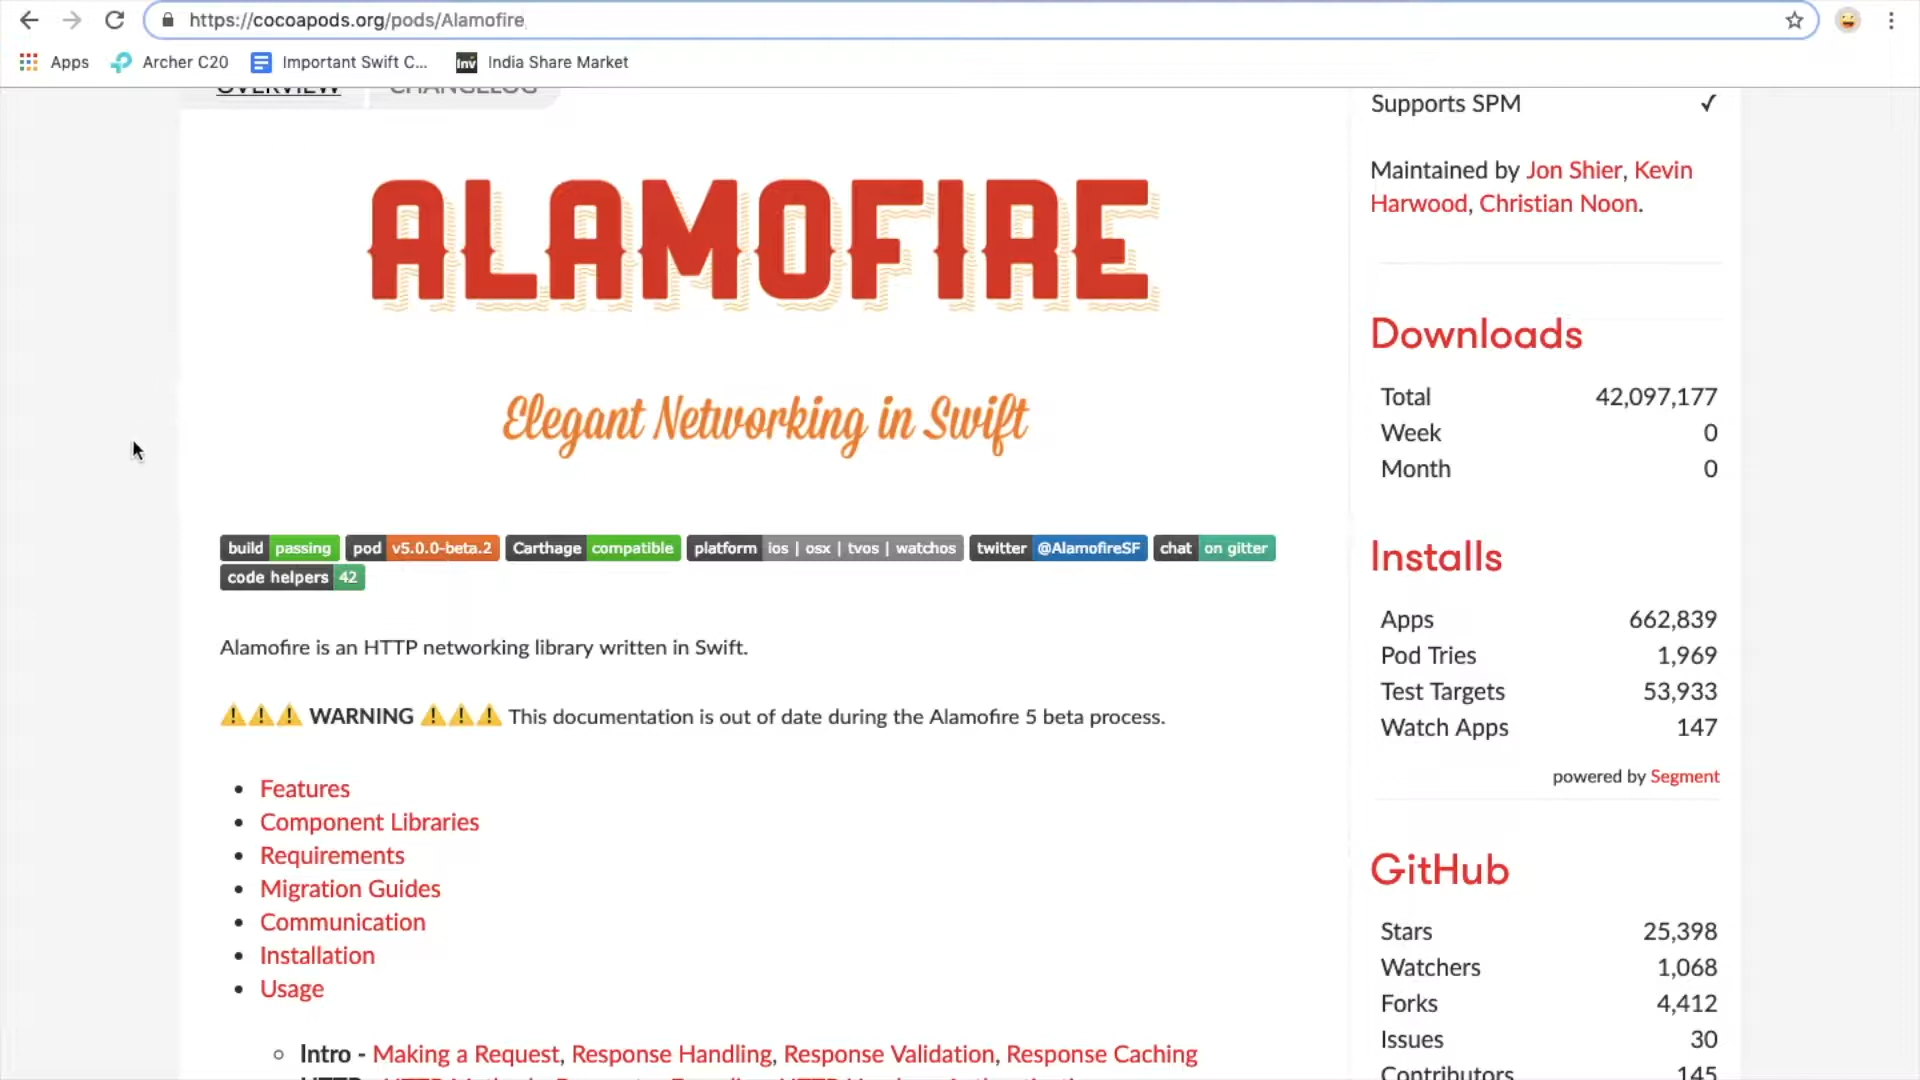 https://cocoapods.org/pods/Alamofire
Apps
Archer C20
Important Swift C...
Inv
India Share Market
OVERVIEW
CHANGELOG
ALAMOFIRE
Elegant Networking in Swift
build passing pod v5.0.0-beta.2 Carthage compatible platform ios | osx | tvos | watchos twitter @AlamofireSF chat on gitter
code helpers 42
Alamofire is an HTTP networking library written in Swift.
⚠️⚠️⚠️ WARNING ⚠️⚠️⚠️ This documentation is out of date during the Alamofire 5 beta process.
• Features
• Component Libraries
• Requirements
• Migration Guides
• Communication
• Installation
• Usage
◦ Intro - Making a Request, Response Handling, Response Validation, Response Caching
Supports SPM ✓
Maintained by Jon Shier, Kevin
Harwood, Christian Noon.
Downloads
Total 42,097,177
Week 0
Month 0
Installs
Apps 662,839
Pod Tries 1,969
Test Targets 53,933
Watch Apps 147
powered by Segment
GitHub
Stars 25,398
Watchers 1,068
Forks 4,412
Issues 30
Contributors 145